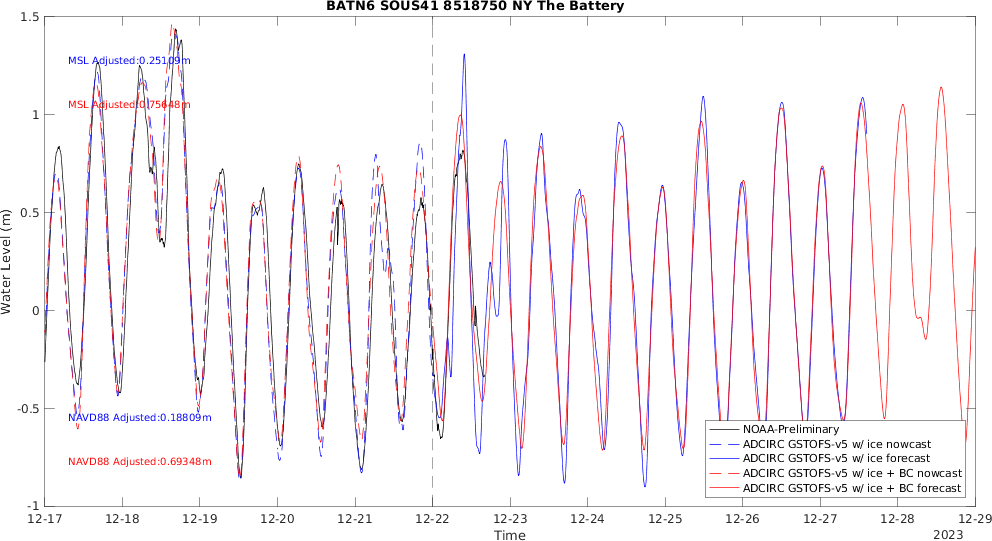 BATN6 SOUS41 8518750 NY The Battery
1.5
1
0.5
0
-0.5
-1
Water Level (m)
MSL Adjusted:0.25109m
MSL Adjusted:0.75648m
NAVD88 Adjusted:0.18809m
NAVD88 Adjusted:0.69348m
NOAA-Preliminary
ADCIRC GSTOFS-v5 w/ ice nowcast
ADCIRC GSTOFS-v5 w/ ice forecast
ADCIRC GSTOFS-v5 w/ ice + BC nowcast
ADCIRC GSTOFS-v5 w/ ice + BC forecast
12-17 12-18 12-19 12-20 12-21 12-22 12-23 12-24 12-25 12-26 12-27 12-28 12-29
Time
2023